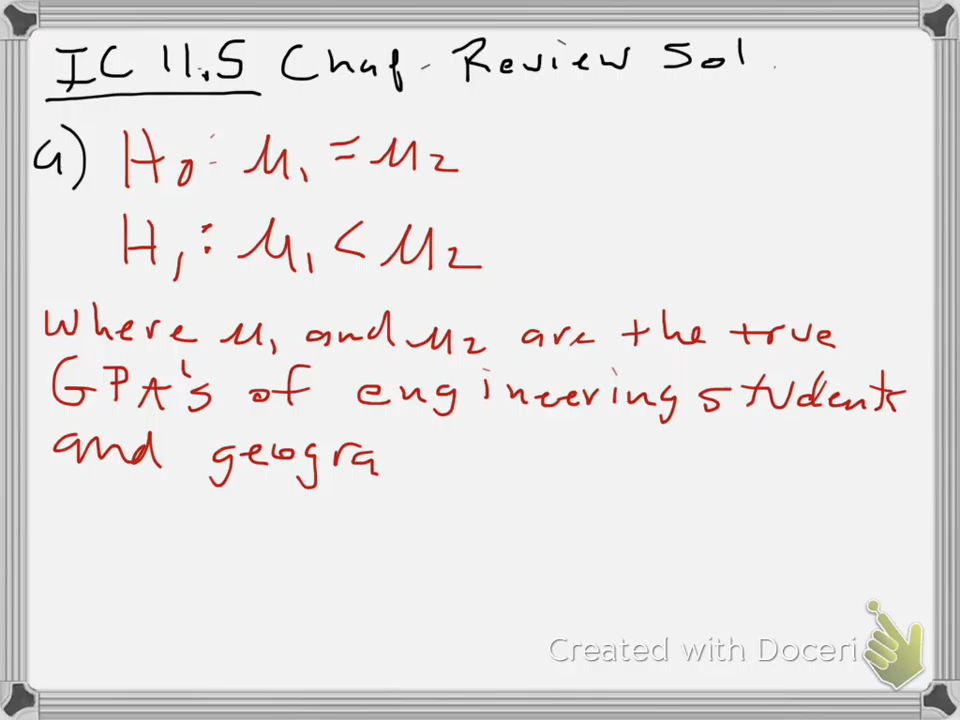 IC 11.5 Chap. Review Sol.
a) H₀: μ₁ = μ₂
H₁: μ₁ < μ₂
where μ₁ and μ₂ are the true
GPA's of engineering students
and geogra
Created with Doceri